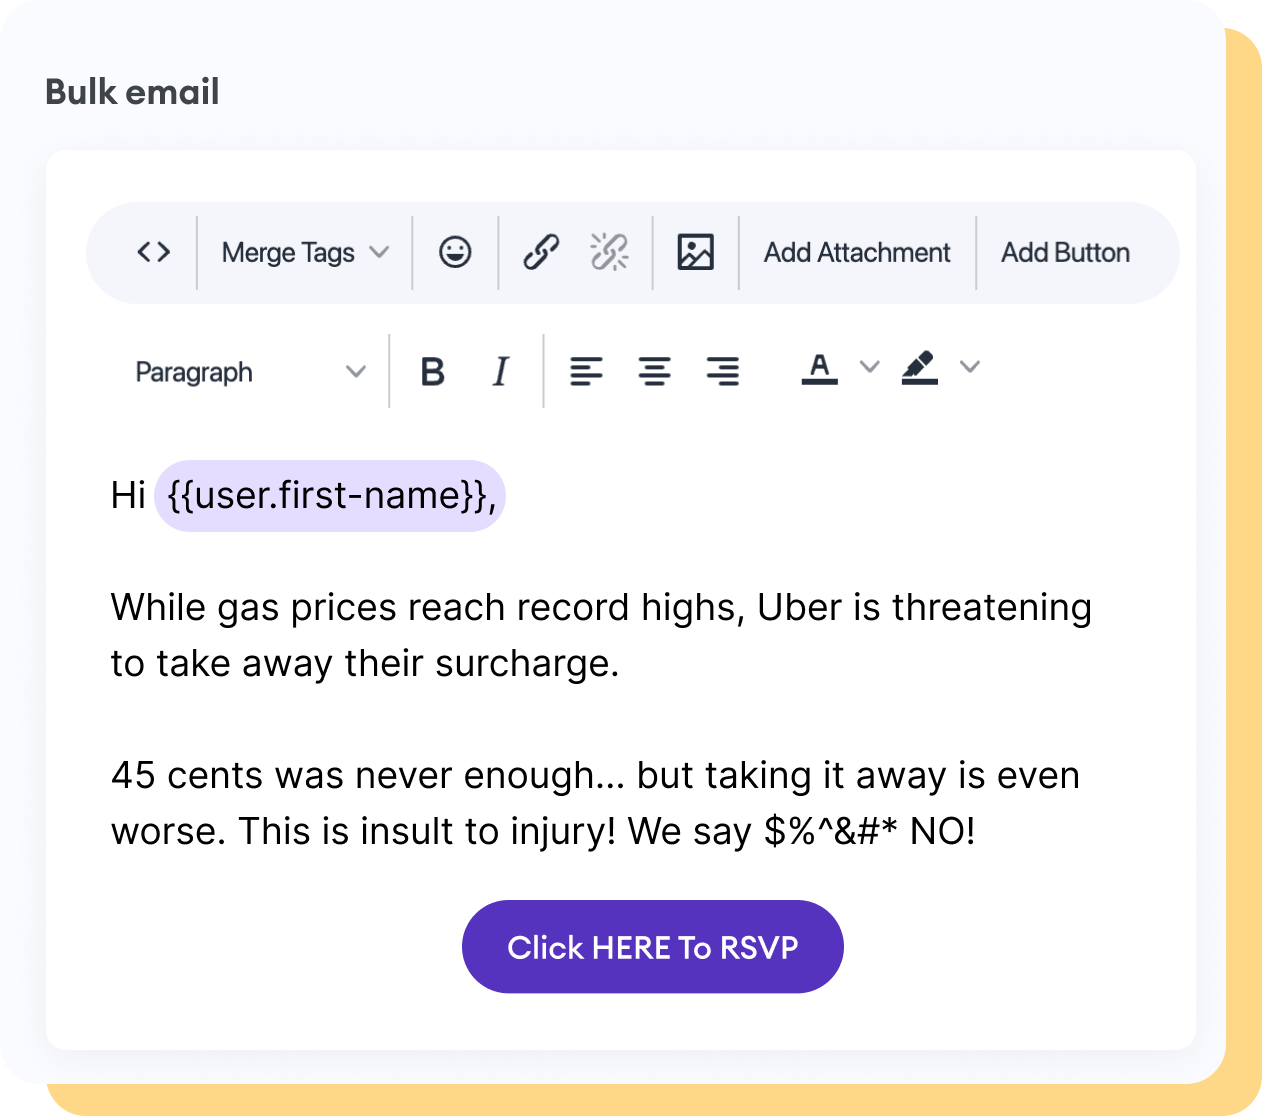 Bulk email
Merge Tags
Add Attachment
Add Button
Paragraph
B
I
A
Hi {{user.first-name}},
While gas prices reach record highs, Uber is threatening
to take away their surcharge.
45 cents was never enough... but taking it away is even
worse. This is insult to injury! We say $%^&#* NO!
Click HERE To RSVP